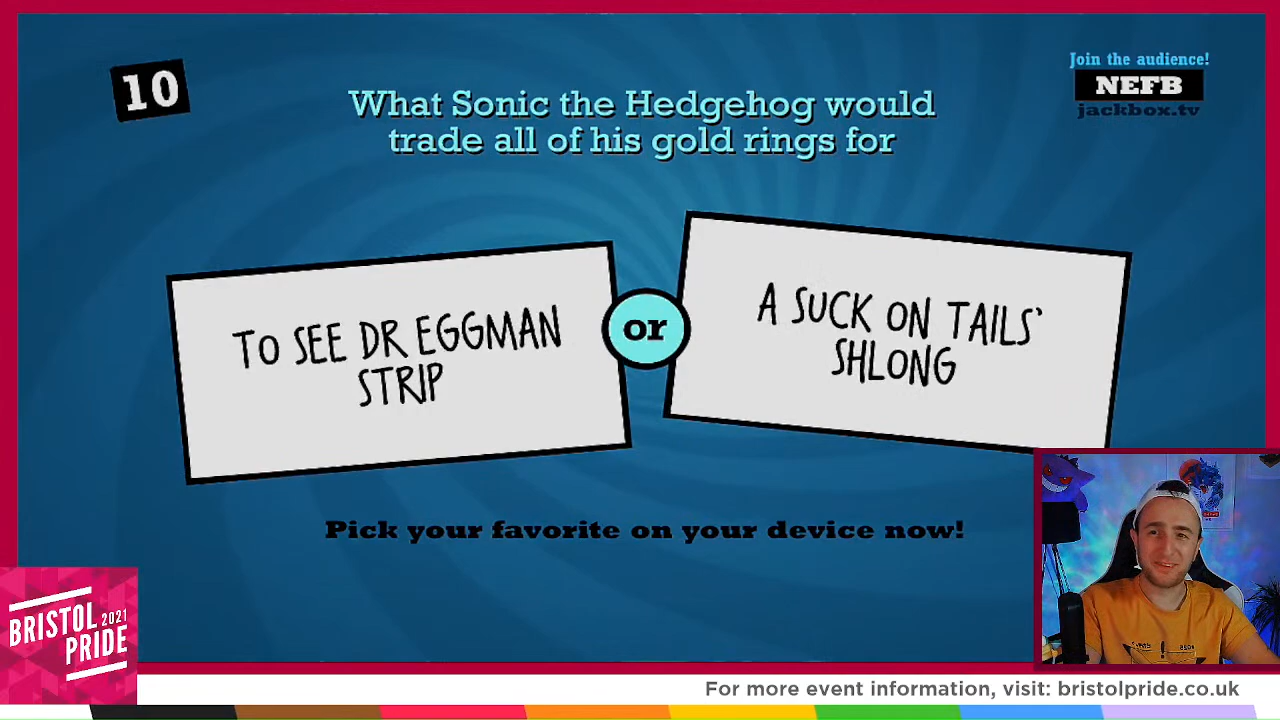 10
What Sonic the Hedgehog would
trade all of his gold rings for
Join the audience!
NEFB
jackbox.tv
TO SEE DR EGGMAN
STRIP
or
A SUCK ON TAILS'
SHLONG
Pick your favorite on your device now!
BRISTOL 2021
PRIDE
For more event information, visit: bristolpride.co.uk